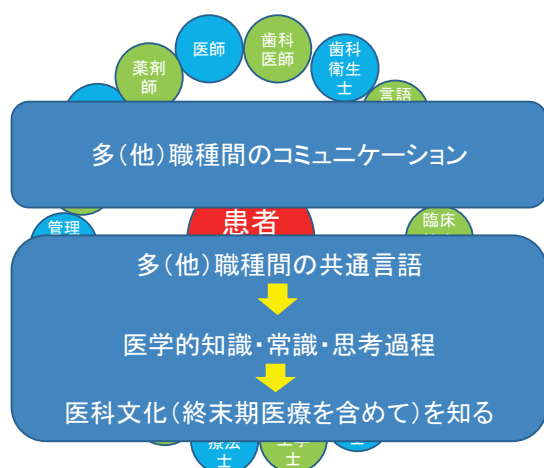 医師
歯科
医師
歯科
衛生
士
薬剤
師
言語
多(他)職種間のコミュニケーション
管理
患者
臨床
多(他)職種間の共通言語
医学的知識・常識・思考過程
医科文化(終末期医療を含めて)を知る
療法
士
士
士